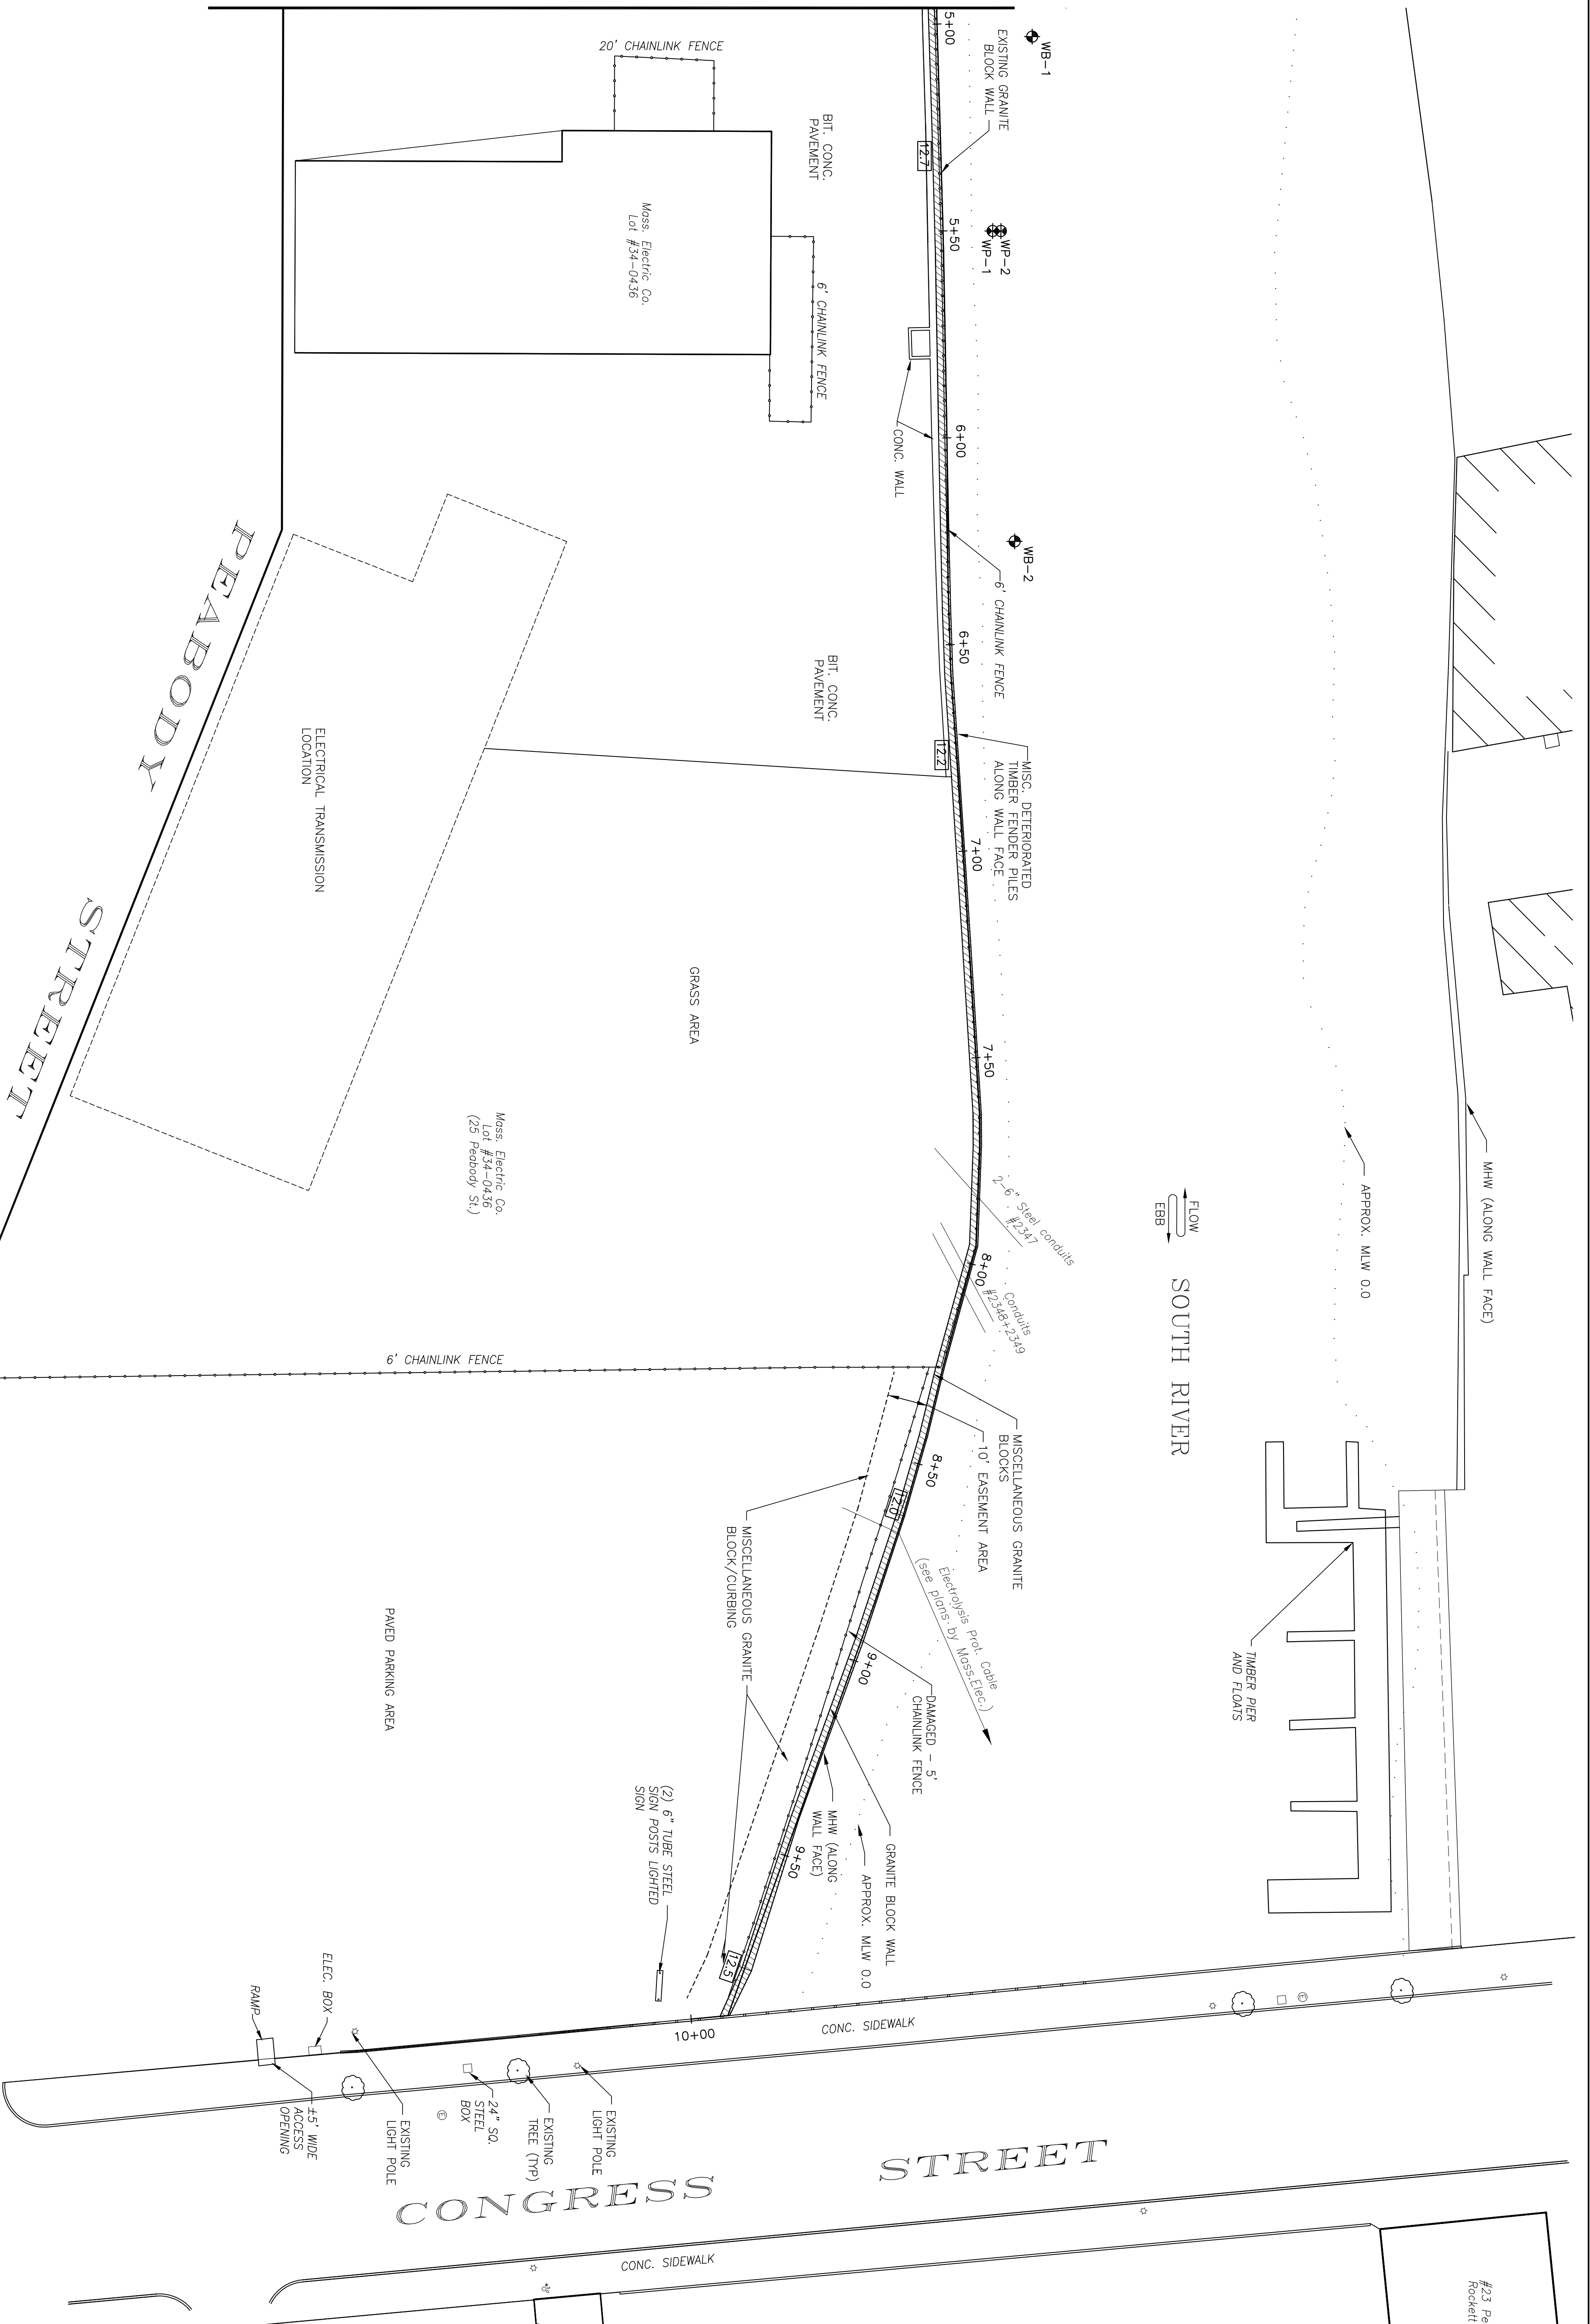 5+00
EXISTING GRANITE
BLOCK WALL
WB-1
20' CHAINLINK FENCE
BIT. CONC.
PAVEMENT
12.7
5+50
WP-2
WP-1
Mass. Electric Co.
Lot #34-0436
6' CHAINLINK FENCE
CONC. WALL
6+00
WB-2
6' CHAINLINK FENCE
6+50
BIT. CONC.
PAVEMENT
12.2
MISC. DETERIORATED
TIMBER FENDER PILES
ALONG WALL FACE
7+00
PEABODY
STREET
ELECTRICAL TRANSMISSION
LOCATION
GRASS AREA
7+50
Mass. Electric Co.
Lot #34-0436
(25 Peabody St.)
2-6" Steel conduits
#2347
8+00
Conduits
#2348+2349
MHW (ALONG WALL FACE)
APPROX. MLW 0.0
FLOW
EBB
SOUTH RIVER
6' CHAINLINK FENCE
MISCELLANEOUS GRANITE
BLOCKS
10' EASEMENT AREA
8+50
12.0
MISCELLANEOUS GRANITE
BLOCK/CURBING
Electrolysis Prot. Cable
(see plans by Mass.Elec.)
TIMBER PIER
AND FLOATS
PAVED PARKING AREA
9+00
DAMAGED - 5'
CHAINLINK FENCE
GRANITE BLOCK WALL
MHW (ALONG
WALL FACE)
APPROX. MLW 0.0
9+50
(2) 6" TUBE STEEL
SIGN POSTS LIGHTED
SIGN
12.5
10+00
CONC. SIDEWALK
E
ELEC. BOX
RAMP
±5' WIDE
ACCESS
OPENING
EXISTING
LIGHT POLE
E
24" SQ.
STEEL
BOX
EXISTING
TREE (TYP)
EXISTING
LIGHT POLE
CONGRESS
STREET
CONC. SIDEWALK
#23 Pe
Rockett